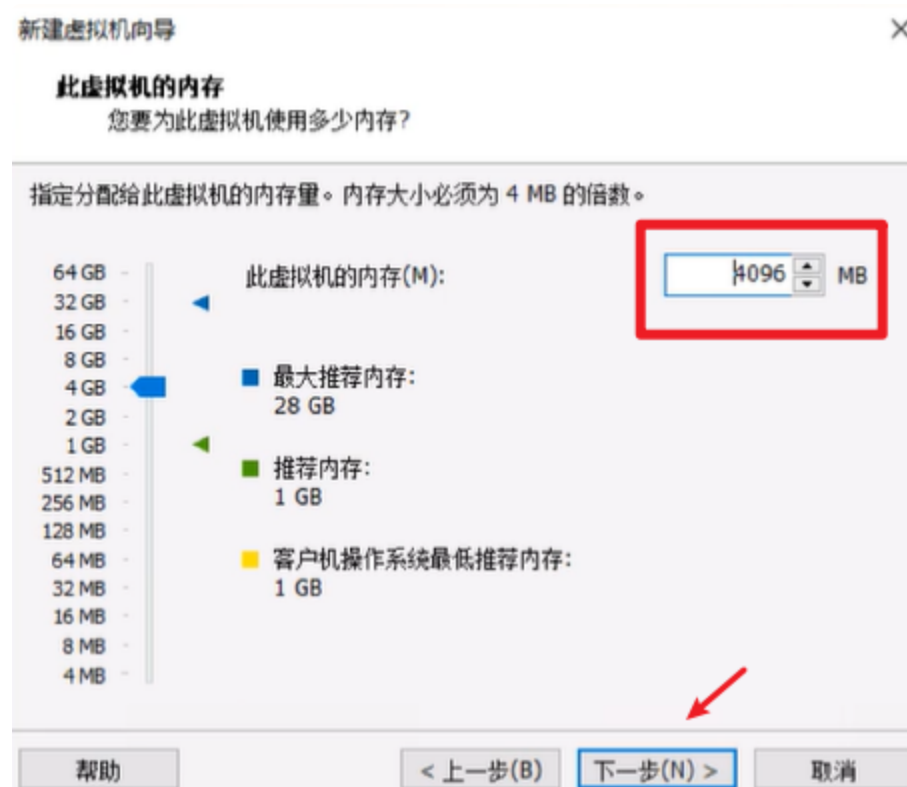 新建虚拟机向导
此虚拟机的内存
您要为此虚拟机使用多少内存?
指定分配给此虚拟机的内存量。内存大小必须为 4 MB 的倍数。
64 GB
32 GB
16 GB
8 GB
4 GB
2 GB
1 GB
512 MB
256 MB
128 MB
64 MB
32 MB
16 MB
8 MB
4 MB
此虚拟机的内存(M): 4096 MB
最大推荐内存:
28 GB
推荐内存:
1 GB
客户机操作系统最低推荐内存:
1 GB
帮助 < 上一步(B) 下一步(N) > 取消